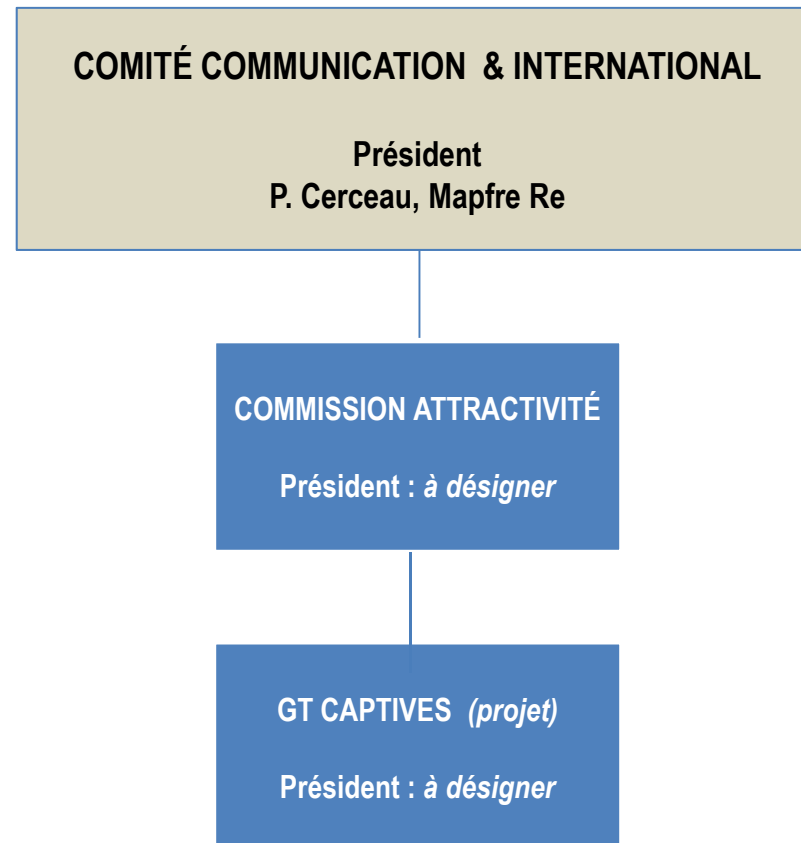 COMITÉ COMMUNICATION & INTERNATIONAL
Président
P. Cerceau, Mapfre Re
COMMISSION ATTRACTIVITÉ
Président : à désigner
GT CAPTIVES (projet)
Président : à désigner